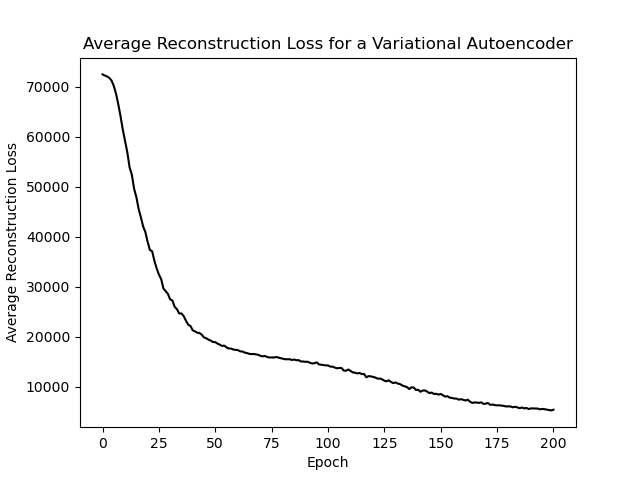 Average Reconstruction Loss for a Variational Autoencoder
70000
60000
50000
40000
30000
20000
10000
Average Reconstruction Loss
0 25 50 75 100 125 150 175 200
Epoch